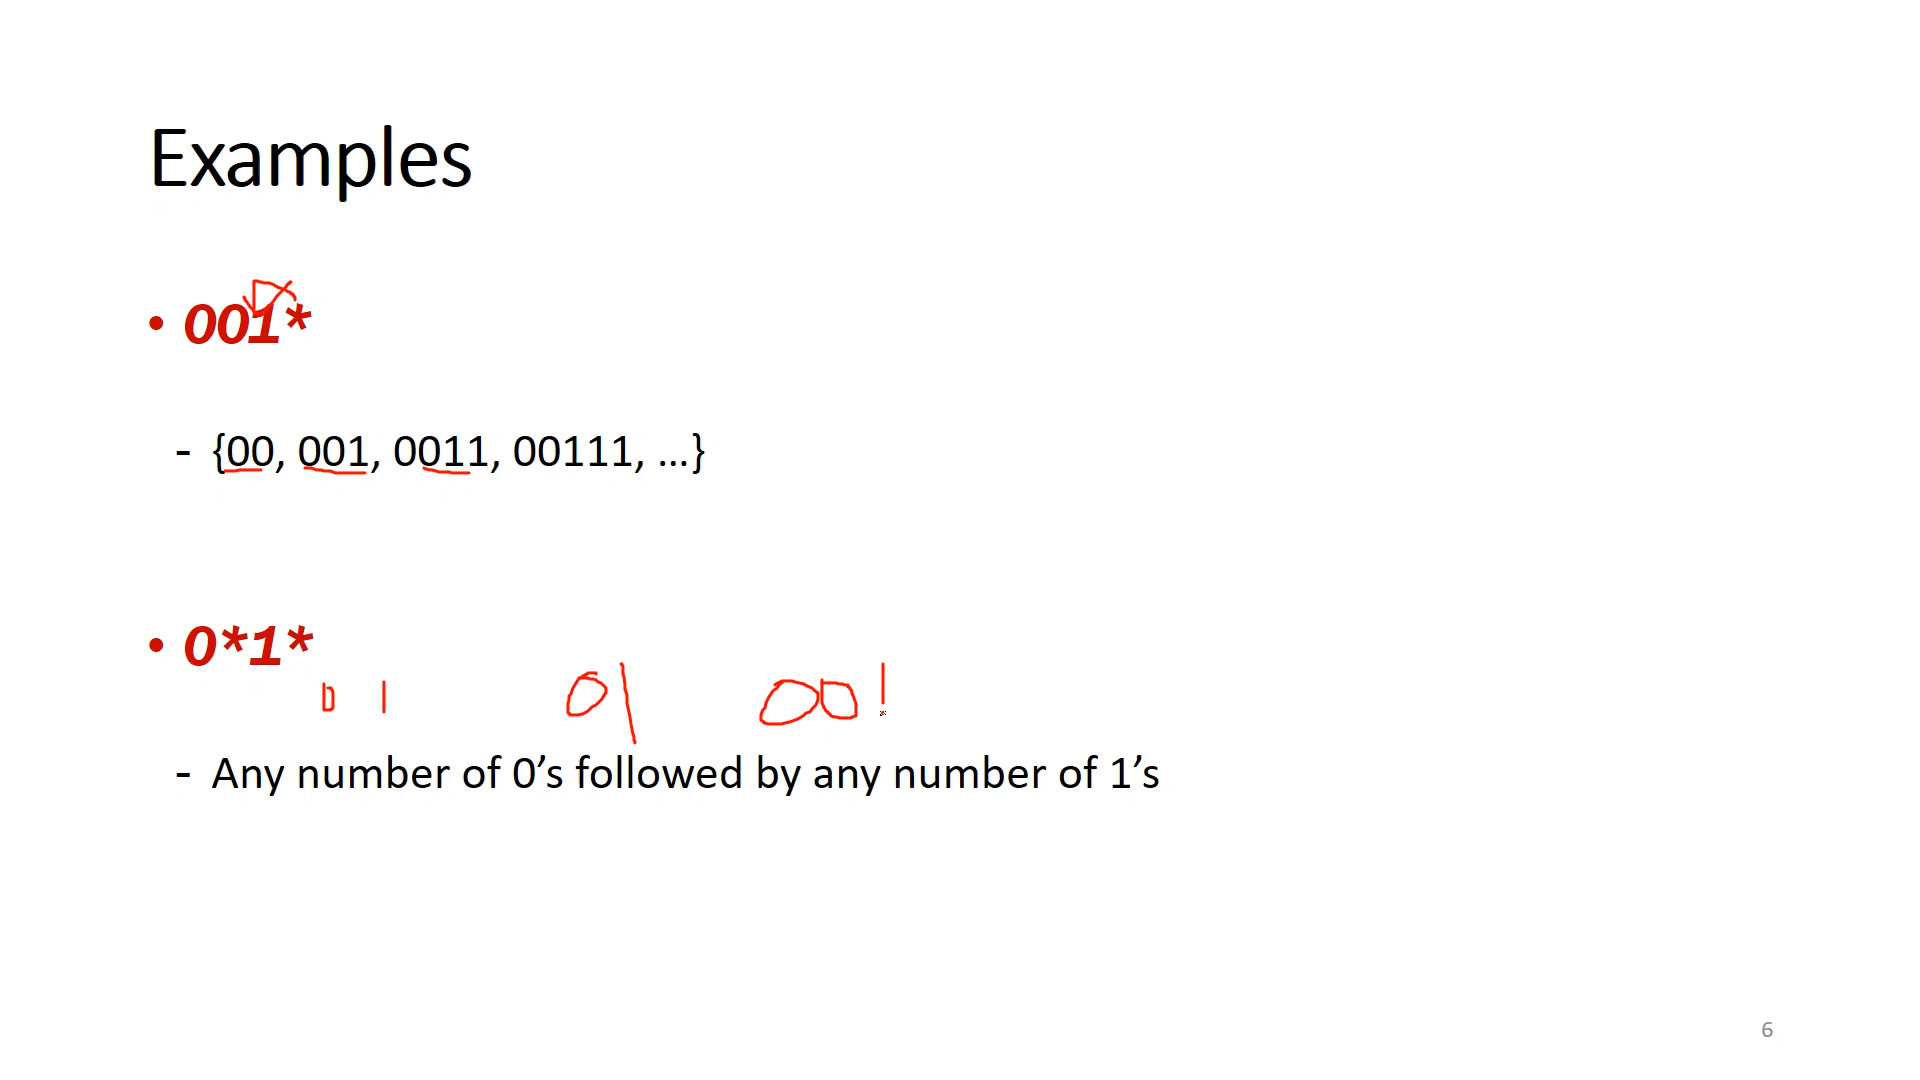 Examples
• 001*
- {00, 001, 0011, 00111, ...}
• 0*1*
0 1 01 001
- Any number of 0’s followed by any number of 1’s
6